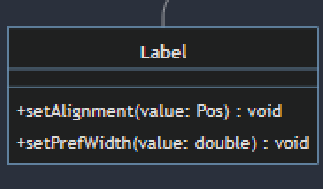 Label
+setAlignment(value: Pos) : void
+setPrefWidth(value: double) : void